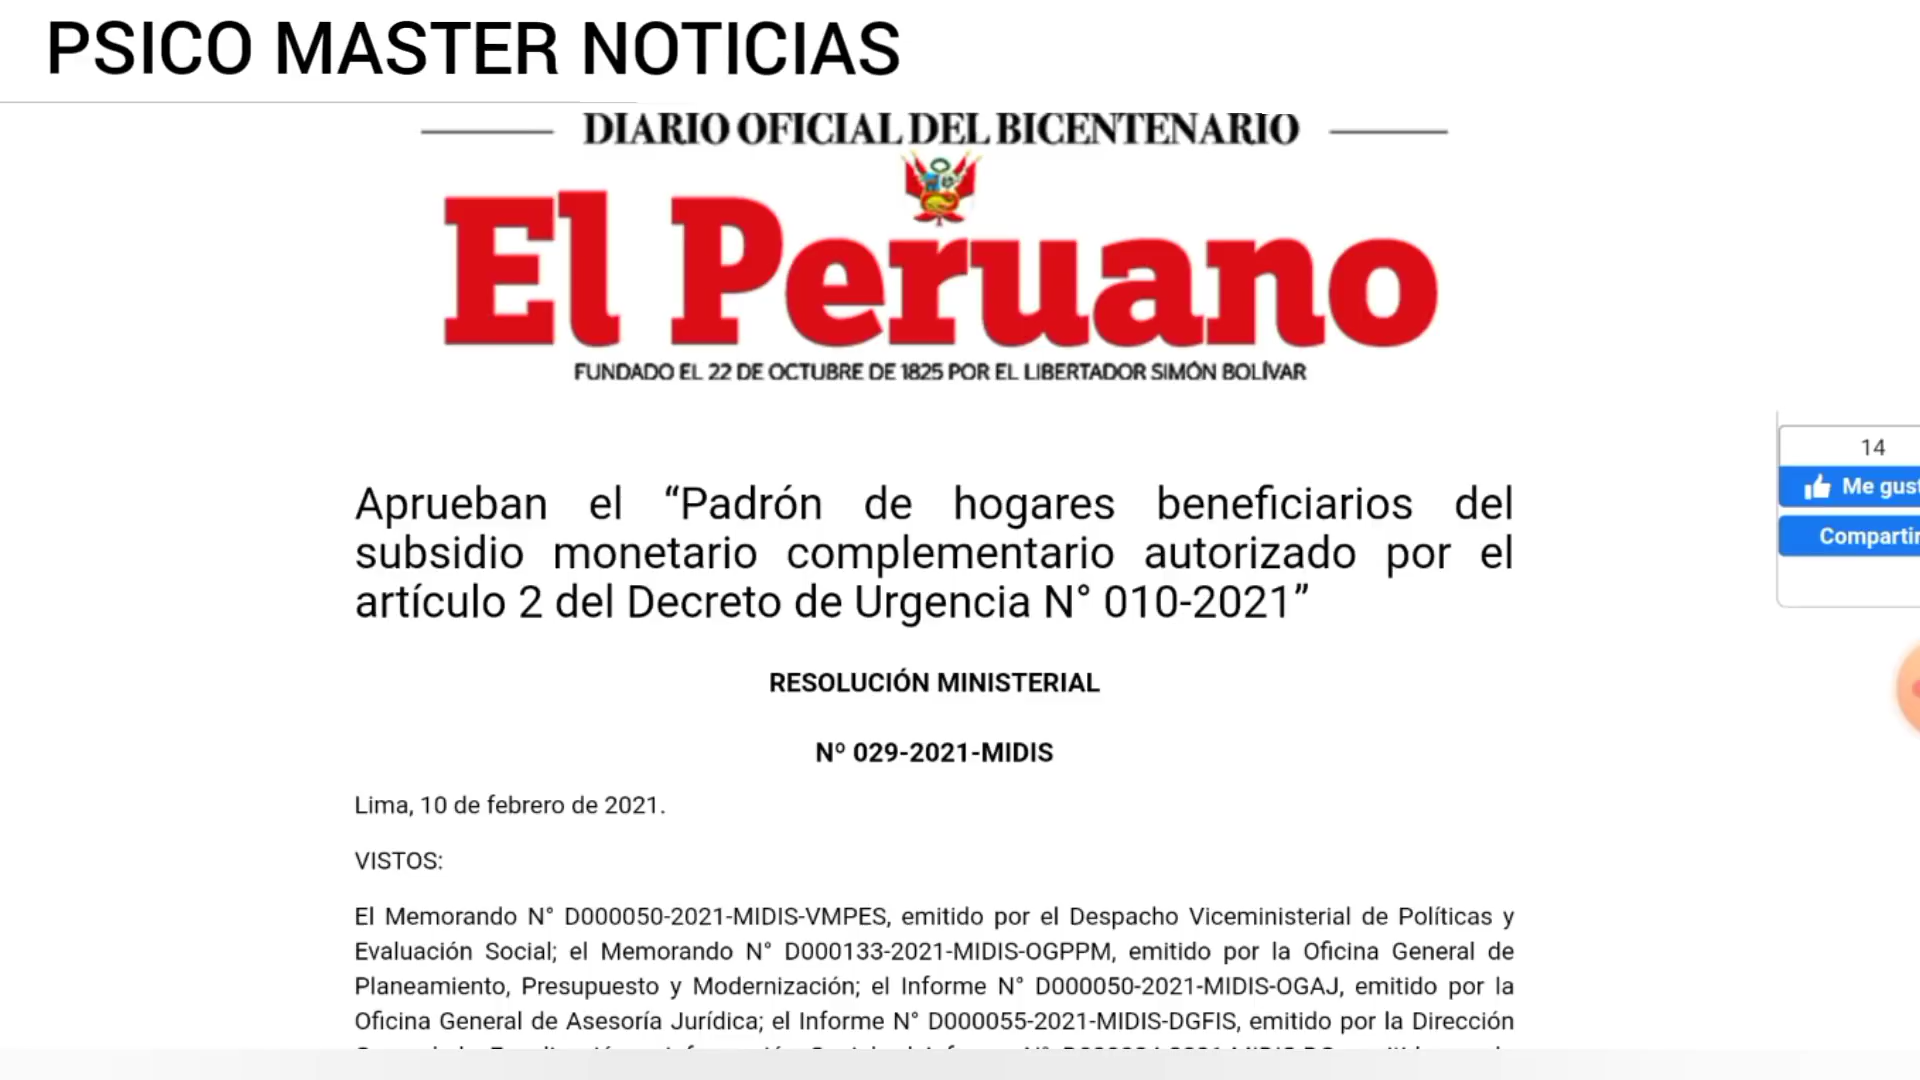 PSICO MASTER NOTICIAS
DIARIO OFICIAL DEL BICENTENARIO
El Peruano
FUNDADO EL 22 DE OCTUBRE DE 1825 POR EL LIBERTADOR SIMÓN BOLÍVAR
14
Me gust
Compartir
Aprueban el “Padrón de hogares beneficiarios del
subsidio monetario complementario autorizado por el
artículo 2 del Decreto de Urgencia N° 010-2021”
RESOLUCIÓN MINISTERIAL
Nº 029-2021-MIDIS
Lima, 10 de febrero de 2021.
VISTOS:
El Memorando N° D000050-2021-MIDIS-VMPES, emitido por el Despacho Viceministerial de Políticas y
Evaluación Social; el Memorando N° D000133-2021-MIDIS-OGPPM, emitido por la Oficina General de
Planeamiento, Presupuesto y Modernización; el Informe N° D000050-2021-MIDIS-OGAJ, emitido por la
Oficina General de Asesoría Jurídica; el Informe N° D000055-2021-MIDIS-DGFIS, emitido por la Dirección